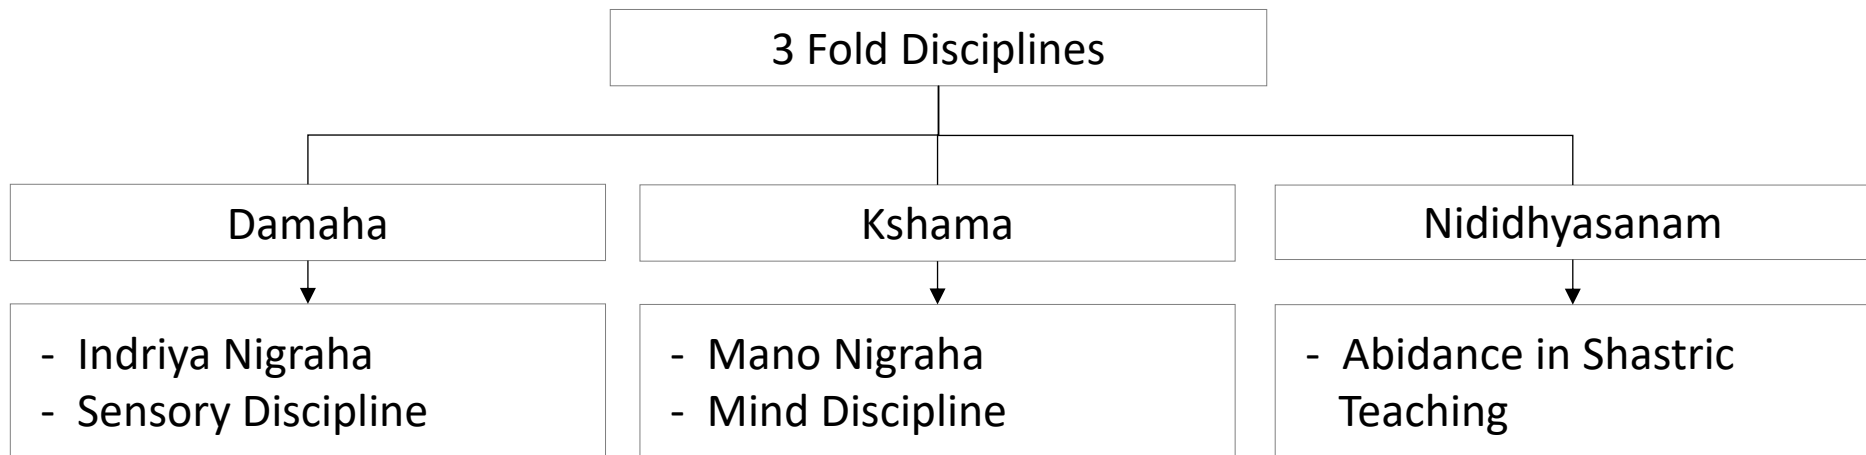 3 Fold Disciplines
Damaha
Kshama
Nididhyasanam
- Indriya Nigraha
- Sensory Discipline
- Mano Nigraha
- Mind Discipline
- Abidance in Shastric
Teaching